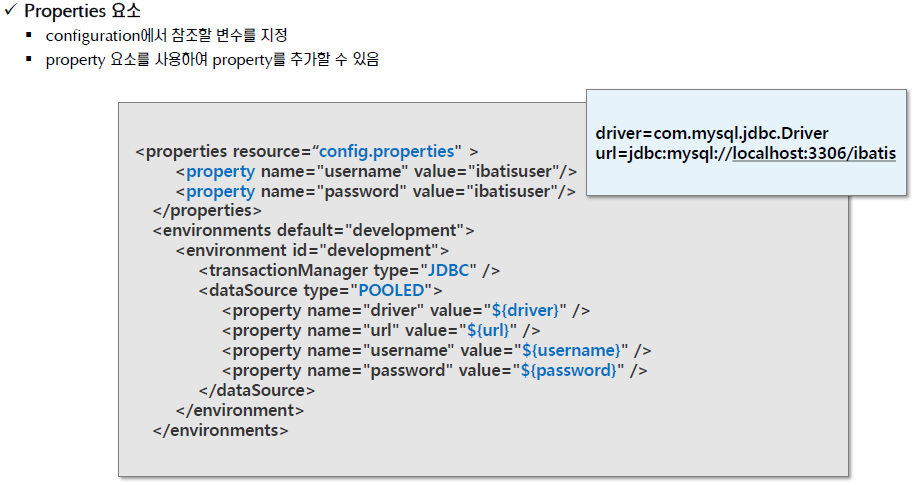 ✓ Properties 요소
▪ configuration에서 참조할 변수를 지정
▪ property 요소를 사용하여 property를 추가할 수 있음
driver=com.mysql.jdbc.Driver
url=jdbc:mysql://localhost:3306/ibatis
<properties resource=“config.properties" >
<property name="username" value="ibatisuser"/>
<property name="password" value="ibatisuser"/>
</properties>
<environments default="development">
<environment id="development">
<transactionManager type="JDBC" />
<dataSource type="POOLED">
<property name="driver" value="${driver}" />
<property name="url" value="${url}" />
<property name="username" value="${username}" />
<property name="password" value="${password}" />
</dataSource>
</environment>
</environments>